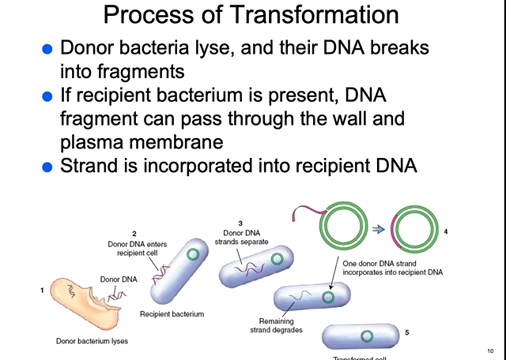 Process of Transformation
Donor bacteria lyse, and their DNA breaks
into fragments
If recipient bacterium is present, DNA
fragment can pass through the wall and
plasma membrane
Strand is incorporated into recipient DNA
1
Donor DNA
Donor bacterium lyses
2
Donor DNA enters
recipient cell
Recipient bacterium
3
Donor DNA
strands separate
4
One donor DNA strand
incorporates into recipient DNA
Remaining
strand degrades
5
Transformed cell
10